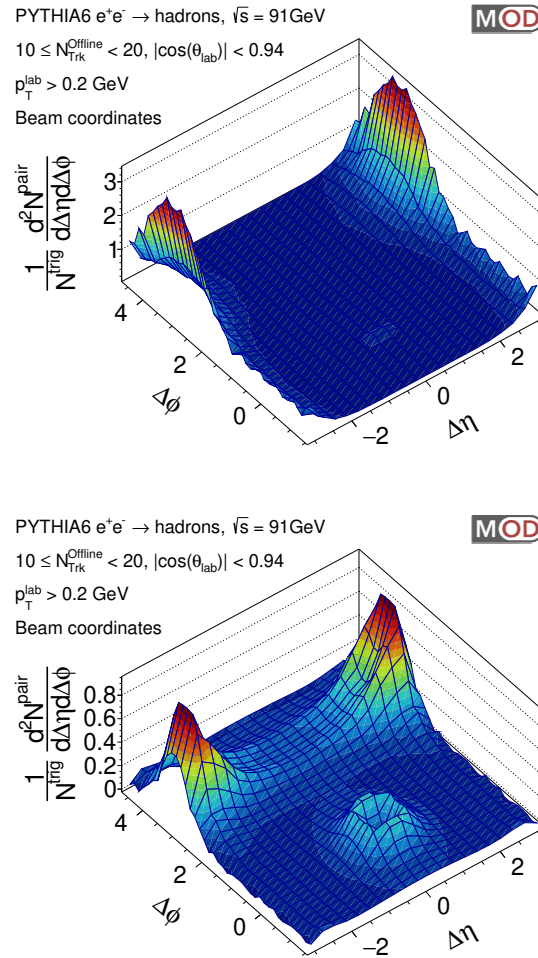 PYTHIA6 e⁺e⁻ → hadrons, √s = 91GeV
MOD
10 ≤ N_Trk^Offline < 20, |cos(θ_lab)| < 0.94
p_T^lab > 0.2 GeV
Beam coordinates
1/N^trig d²N^pair/dΔηdΔϕ
3
2
1
4
2
0
Δϕ
−2
0
2
Δη
PYTHIA6 e⁺e⁻ → hadrons, √s = 91GeV
MOD
10 ≤ N_Trk^Offline < 20, |cos(θ_lab)| < 0.94
p_T^lab > 0.2 GeV
Beam coordinates
1/N^trig d²N^pair/dΔηdΔϕ
0.8
0.6
0.4
0.2
0
4
2
0
Δϕ
−2
0
2
Δη